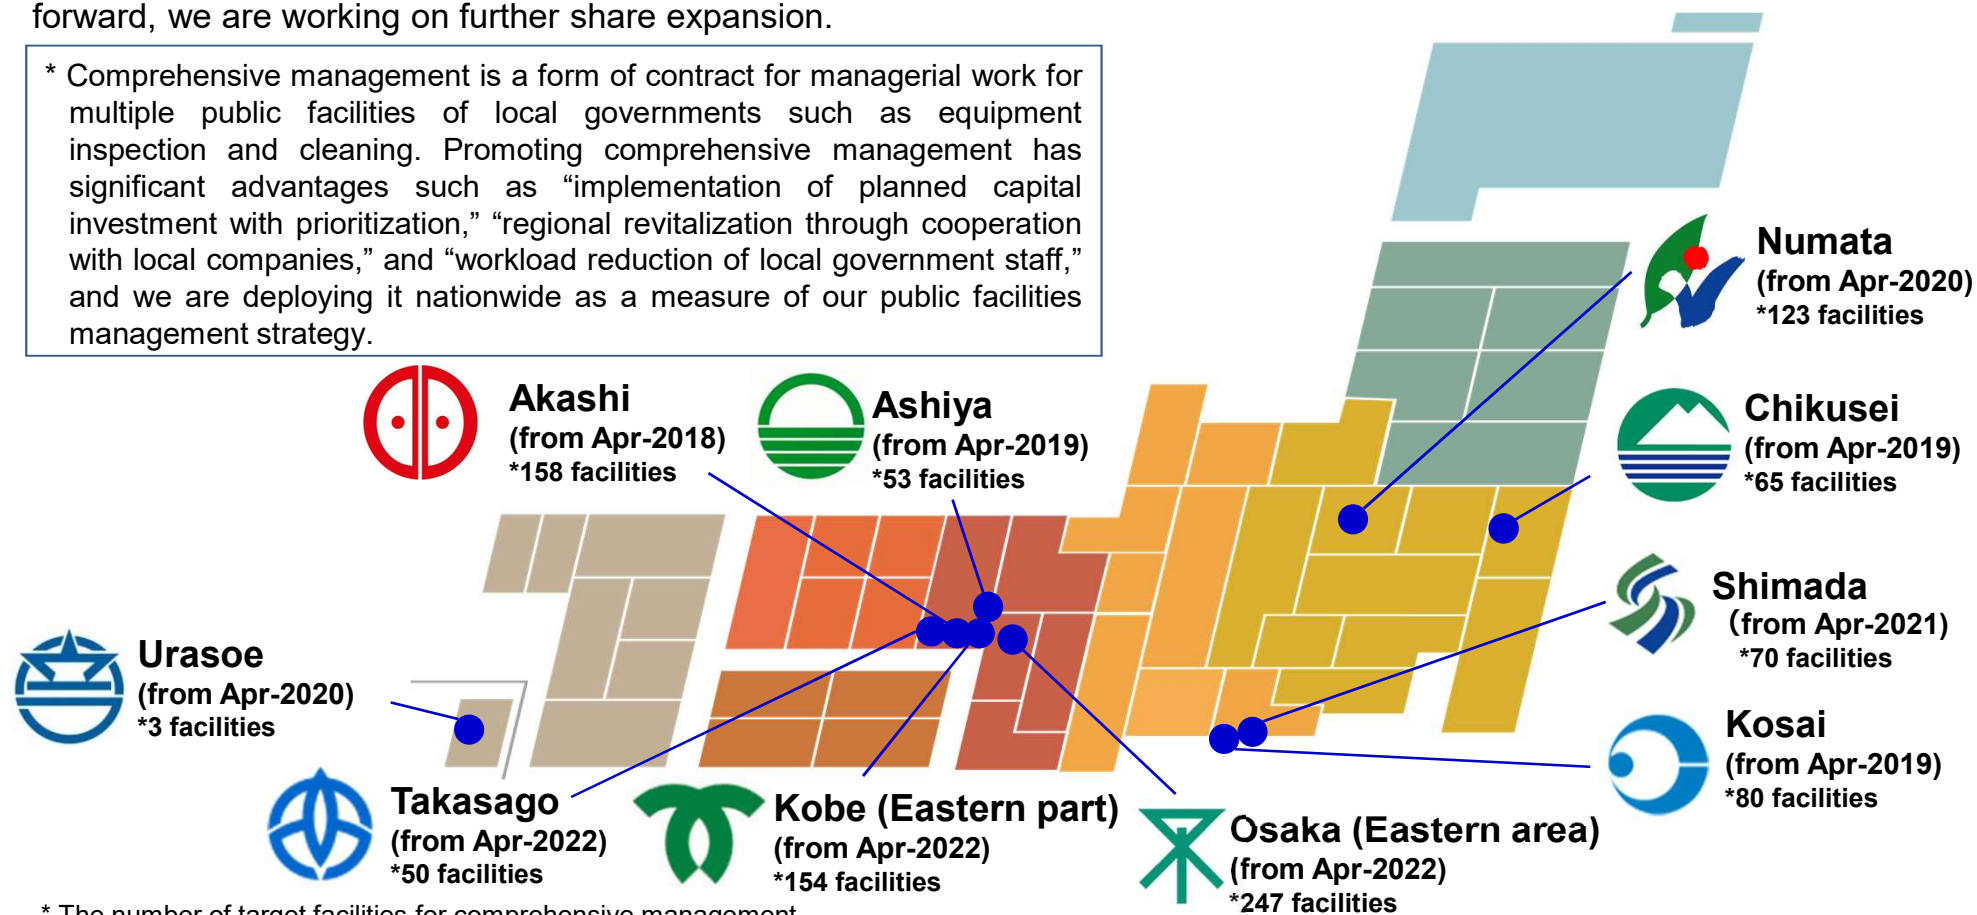 forward, we are working on further share expansion.
* Comprehensive management is a form of contract for managerial work for
multiple public facilities of local governments such as equipment
inspection and cleaning. Promoting comprehensive management has
significant advantages such as “implementation of planned capital
investment with prioritization,” “regional revitalization through cooperation
with local companies,” and “workload reduction of local government staff,”
and we are deploying it nationwide as a measure of our public facilities
management strategy.
Numata
(from Apr-2020)
*123 facilities
Akashi
(from Apr-2018)
*158 facilities
Ashiya
(from Apr-2019)
*53 facilities
Chikusei
(from Apr-2019)
*65 facilities
Shimada
(from Apr-2021)
*70 facilities
Urasoe
(from Apr-2020)
*3 facilities
Kosai
(from Apr-2019)
*80 facilities
Takasago
(from Apr-2022)
*50 facilities
Kobe (Eastern part)
(from Apr-2022)
*154 facilities
Osaka (Eastern area)
(from Apr-2022)
*247 facilities
* The number of target facilities for comprehensive management